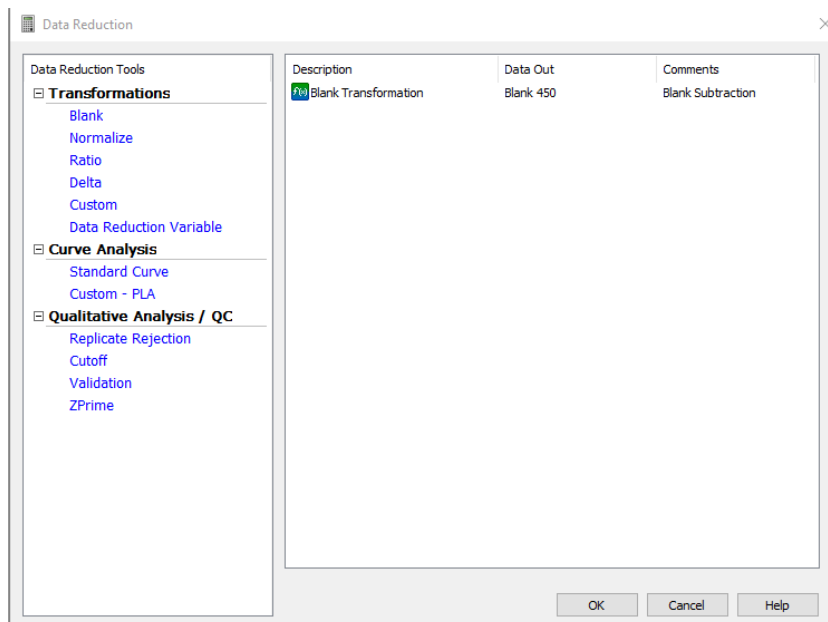 Data Reduction
Data Reduction Tools
Transformations
Blank
Normalize
Ratio
Delta
Custom
Data Reduction Variable
Curve Analysis
Standard Curve
Custom - PLA
Qualitative Analysis / QC
Replicate Rejection
Cutoff
Validation
ZPrime
Description Data Out Comments
f(x) Blank Transformation Blank 450 Blank Subtraction
OK Cancel Help